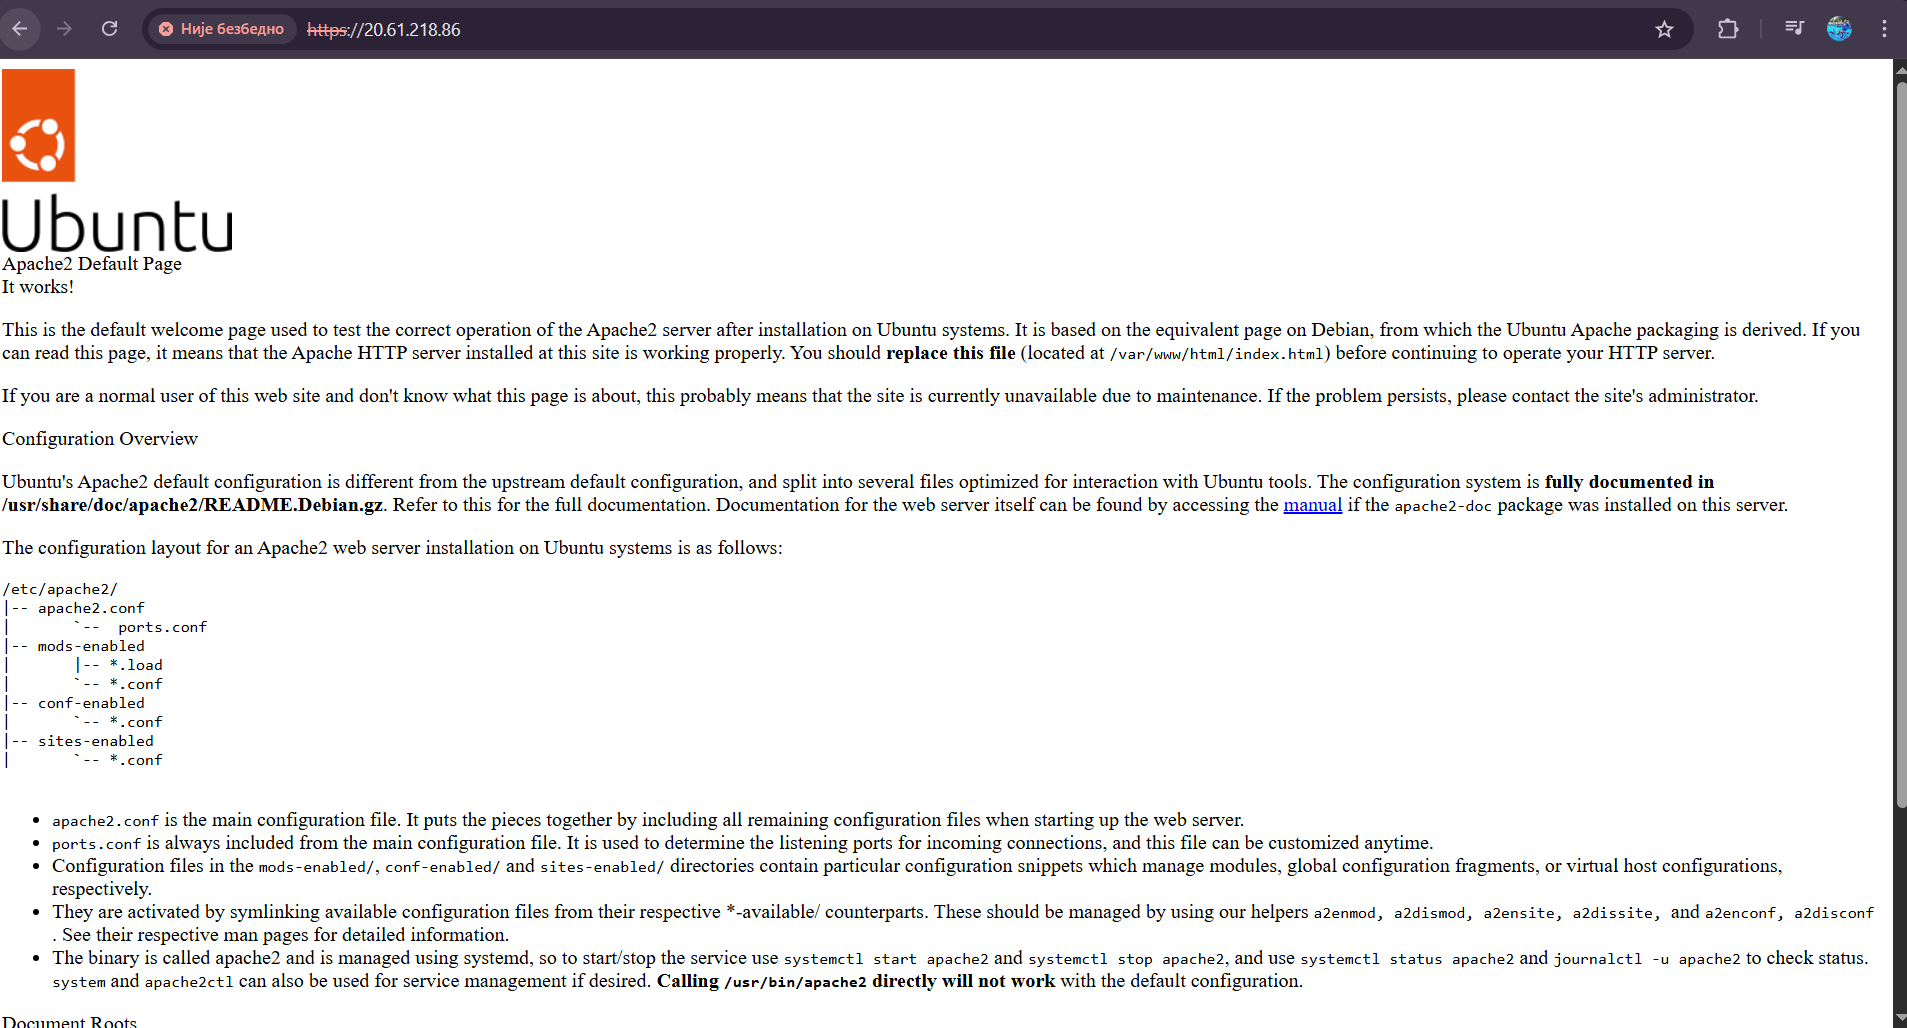 Није безбедно
https://20.61.218.86
Ubuntu
Apache2 Default Page
It works!
This is the default welcome page used to test the correct operation of the Apache2 server after installation on Ubuntu systems. It is based on the equivalent page on Debian, from which the Ubuntu Apache packaging is derived. If you
can read this page, it means that the Apache HTTP server installed at this site is working properly. You should replace this file (located at /var/www/html/index.html) before continuing to operate your HTTP server.
If you are a normal user of this web site and don't know what this page is about, this probably means that the site is currently unavailable due to maintenance. If the problem persists, please contact the site's administrator.
Configuration Overview
Ubuntu's Apache2 default configuration is different from the upstream default configuration, and split into several files optimized for interaction with Ubuntu tools. The configuration system is fully documented in
/usr/share/doc/apache2/README.Debian.gz. Refer to this for the full documentation. Documentation for the web server itself can be found by accessing the manual if the apache2-doc package was installed on this server.
The configuration layout for an Apache2 web server installation on Ubuntu systems is as follows:
/etc/apache2/
|-- apache2.conf
|       `--  ports.conf
|-- mods-enabled
|       |-- *.load
|       `-- *.conf
|-- conf-enabled
|       `-- *.conf
|-- sites-enabled
|       `-- *.conf
• apache2.conf is the main configuration file. It puts the pieces together by including all remaining configuration files when starting up the web server.
• ports.conf is always included from the main configuration file. It is used to determine the listening ports for incoming connections, and this file can be customized anytime.
• Configuration files in the mods-enabled/, conf-enabled/ and sites-enabled/ directories contain particular configuration snippets which manage modules, global configuration fragments, or virtual host configurations,
respectively.
• They are activated by symlinking available configuration files from their respective *-available/ counterparts. These should be managed by using our helpers a2enmod, a2dismod, a2ensite, a2dissite, and a2enconf, a2disconf
. See their respective man pages for detailed information.
• The binary is called apache2 and is managed using systemd, so to start/stop the service use systemctl start apache2 and systemctl stop apache2, and use systemctl status apache2 and journalctl -u apache2 to check status.
system and apache2ctl can also be used for service management if desired. Calling /usr/bin/apache2 directly will not work with the default configuration.
Document Roots